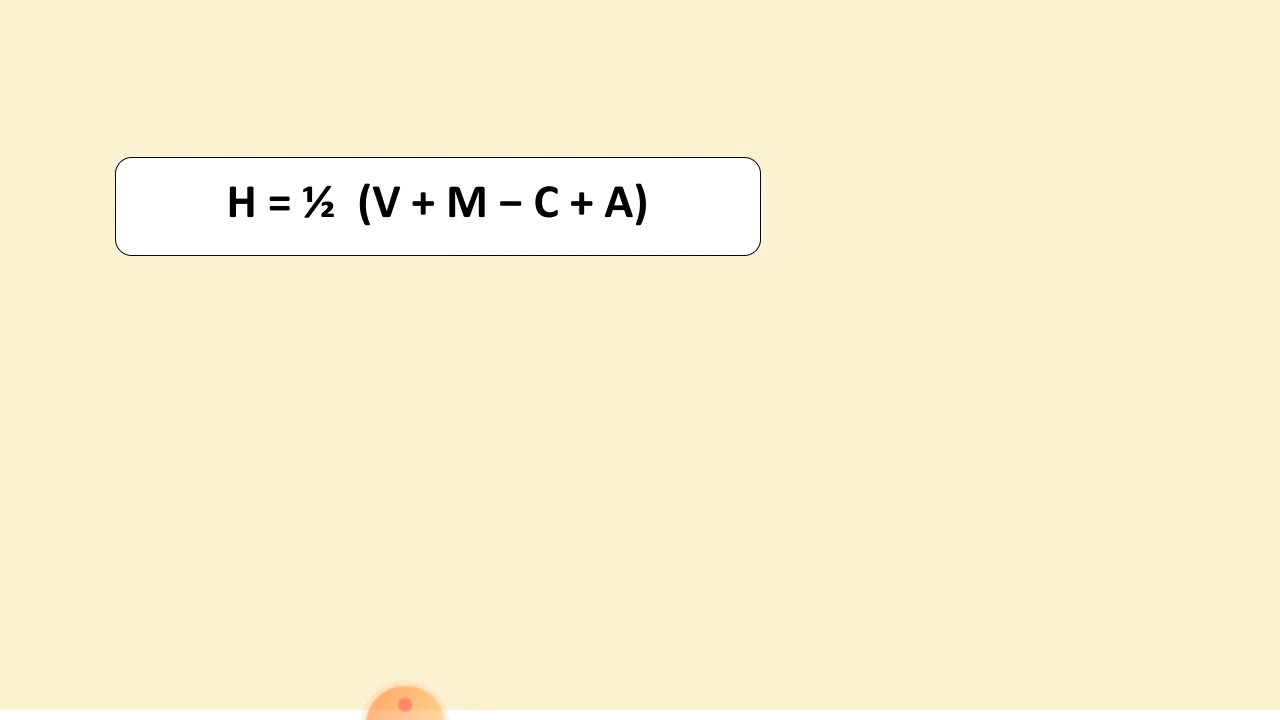 H = ½ (V + M – C + A)